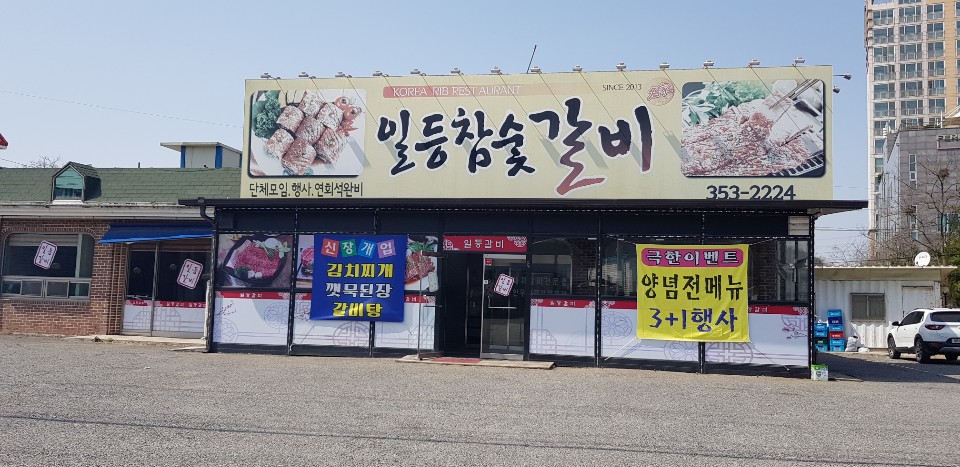 KOREA RIB RESTAURANT
SINCE 2013
일등참숯갈비
단체모임.행사.연회석완비
353-2224
신장개업
김치찌개
깻묵된장
갈비탕
일등갈비
극한이벤트
양념전메뉴
3+1행사